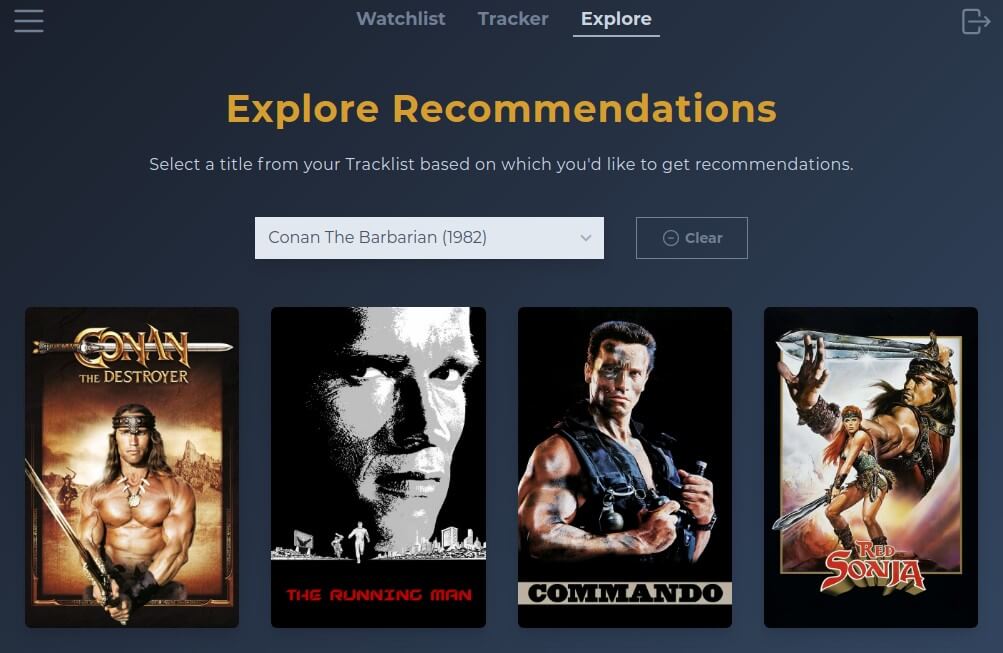 Watchlist Tracker Explore
Explore Recommendations
Select a title from your Tracklist based on which you'd like to get recommendations.
Conan The Barbarian (1982) Clear
CONAN
THE DESTROYER
THE RUNNING MAN
COMMANDO
RED
SONJA